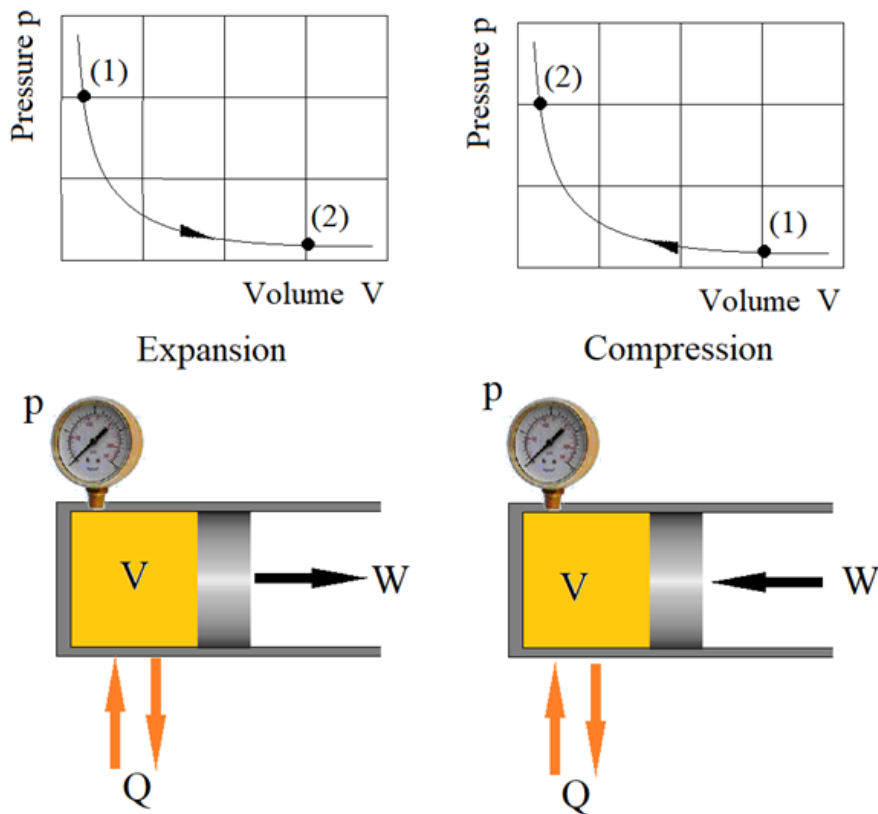 Pressure p
(1)
(2)
Volume V
Expansion
Pressure p
(2)
(1)
Volume V
Compression
p
V
W
Q
p
V
W
Q